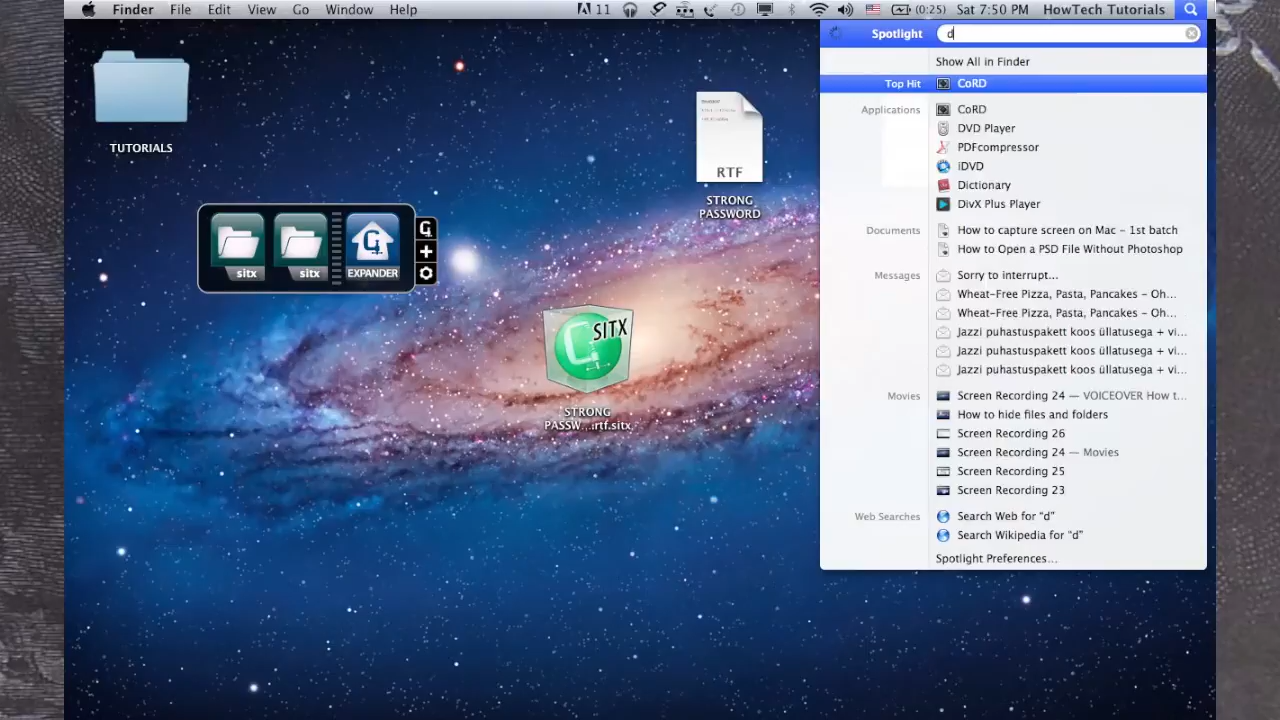 Finder File Edit View Go Window Help 11 (0:25) Sat 7:50 PM HowTech Tutorials
Spotlight d
Show All in Finder
Top Hit CoRD
Applications CoRD
DVD Player
PDFcompressor
iDVD
Dictionary
DivX Plus Player
Documents How to capture screen on Mac - 1st batch
How to Open a PSD File Without Photoshop
Messages Sorry to interrupt...
Wheat-Free Pizza, Pasta, Pancakes - Oh...
Wheat-Free Pizza, Pasta, Pancakes - Oh...
Jazzi puhastuspakett koos üllatusega + vi...
Jazzi puhastuspakett koos üllatusega + vi...
Jazzi puhastuspakett koos üllatusega + vi...
Movies Screen Recording 24 — VOICEOVER How t...
How to hide files and folders
Screen Recording 26
Screen Recording 24 — Movies
Screen Recording 25
Screen Recording 23
Web Searches Search Web for "d"
Search Wikipedia for "d"
Spotlight Preferences...
TUTORIALS
RTF
STRONG
PASSWORD
sitx sitx EXPANDER
SITX
STRONG
PASSW...rtf.sitx